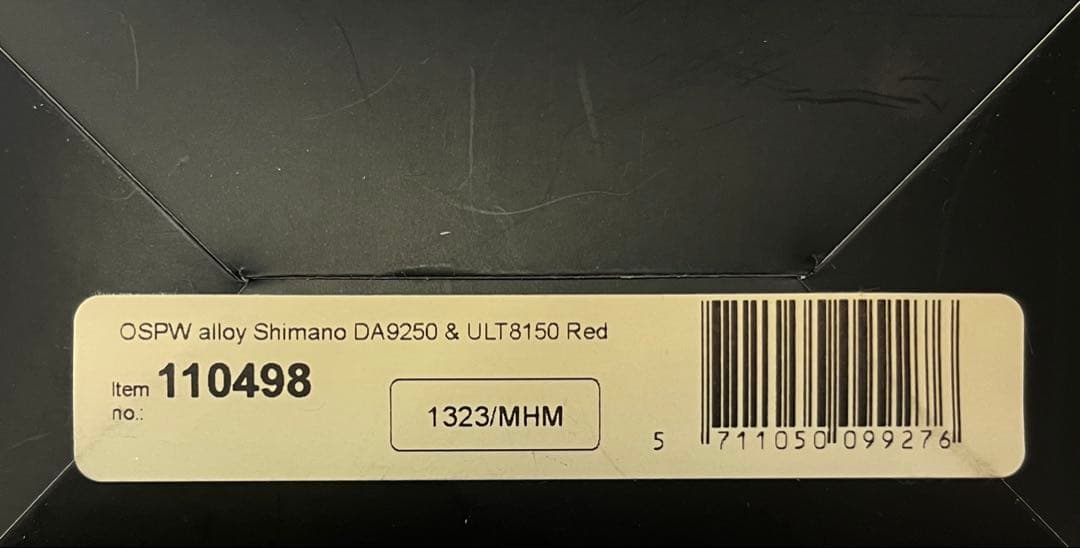 OSPW alloy Shimano DA9250 & ULT8150 Red
Item no.: 110498
1323/MHM
5 711050 099276